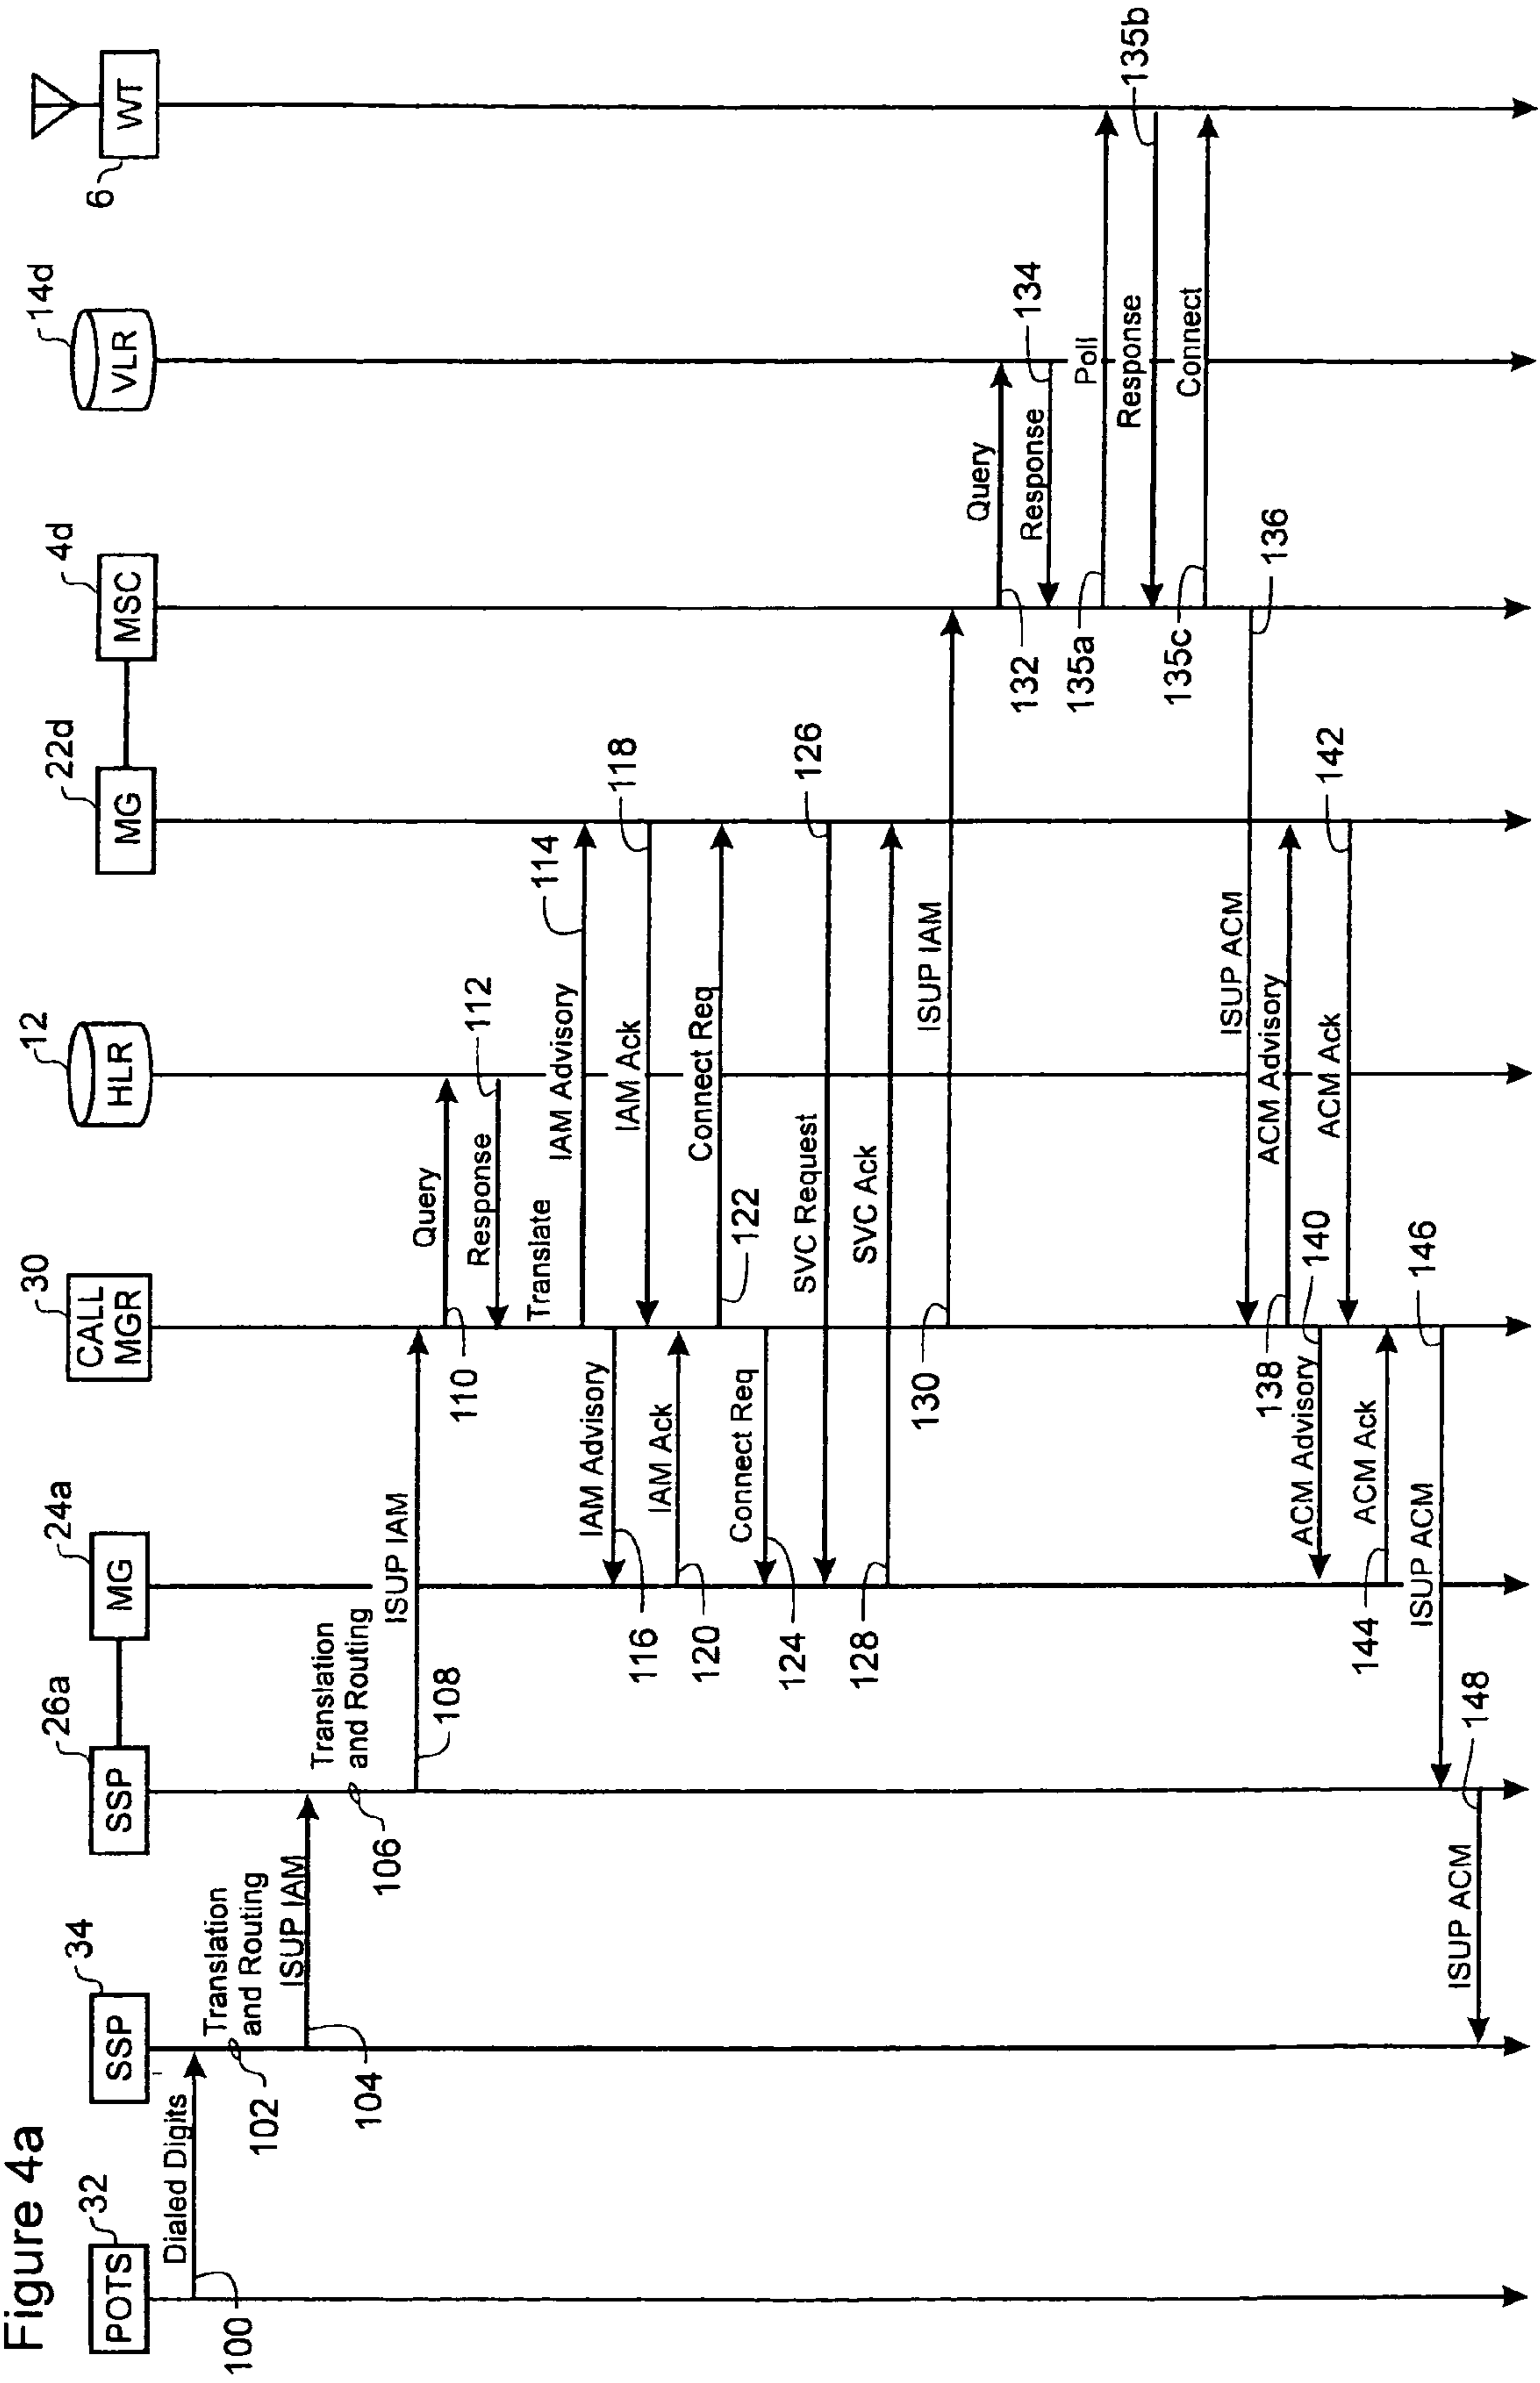 Figure 4a
32
POTS
34
SSP
26a
SSP
24a
MG
30
CALL
MGR
12
HLR
22d
MG
4d
MSC
14d
VLR
6
WT
Dialed Digits
100
Translation
and Routing
102
ISUP IAM
104
Translation
and Routing
106
ISUP IAM
108
Query
110
Response
112
Translate
IAM Advisory
114
IAM Advisory
116
IAM Ack
118
IAM Ack
120
Connect Req
122
Connect Req
124
SVC Request
126
SVC Ack
128
ISUP IAM
130
Query
132
Response
134
Poll
135a
Response
135b
Connect
135c
ISUP ACM
136
ACM Advisory
138
ACM Advisory
140
ACM Ack
142
ACM Ack
144
ISUP ACM
146
ISUP ACM
148